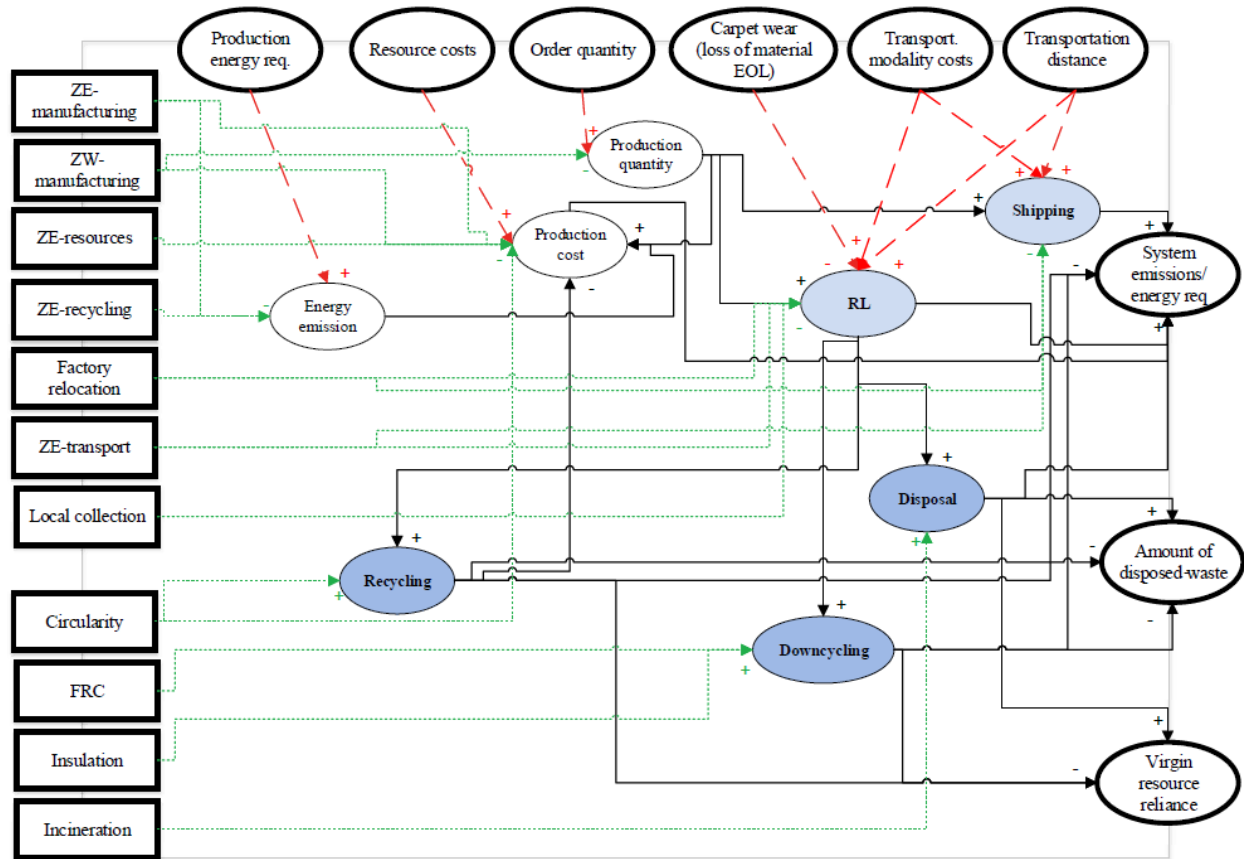 Production
energy req.
Resource costs
Order quantity
Carpet wear
(loss of material
EOL)
Transport.
modality costs
Transportation
distance
ZE-
manufacturing
ZW-
manufacturing
ZE-resources
ZE-recycling
Factory
relocation
ZE-transport
Local collection
Circularity
FRC
Insulation
Incineration
+
-
Production
quantity
+
+
+
Shipping
+
-
+
Production
cost
+
-
-
+
-
Energy
emission
+
-
+
+
RL
-
+
-
System
emissions/
energy req
+
+
Disposal
+
+
Recycling
+
+
-
Amount of
disposed-waste
-
+
Downcycling
+
+
-
Virgin
resource
reliance